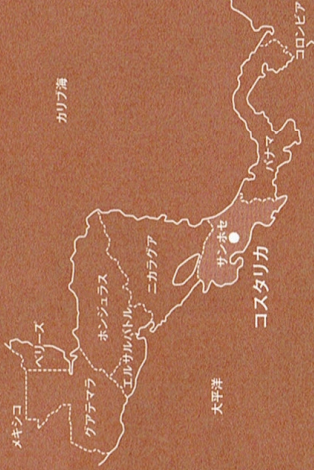 メキシコ
ベリーズ
グアテマラ
ホンジュラス
エルサルバトル
ニカラグア
カリブ海
太平洋
サンホセ
コスタリカ
パナマ
コロンビア